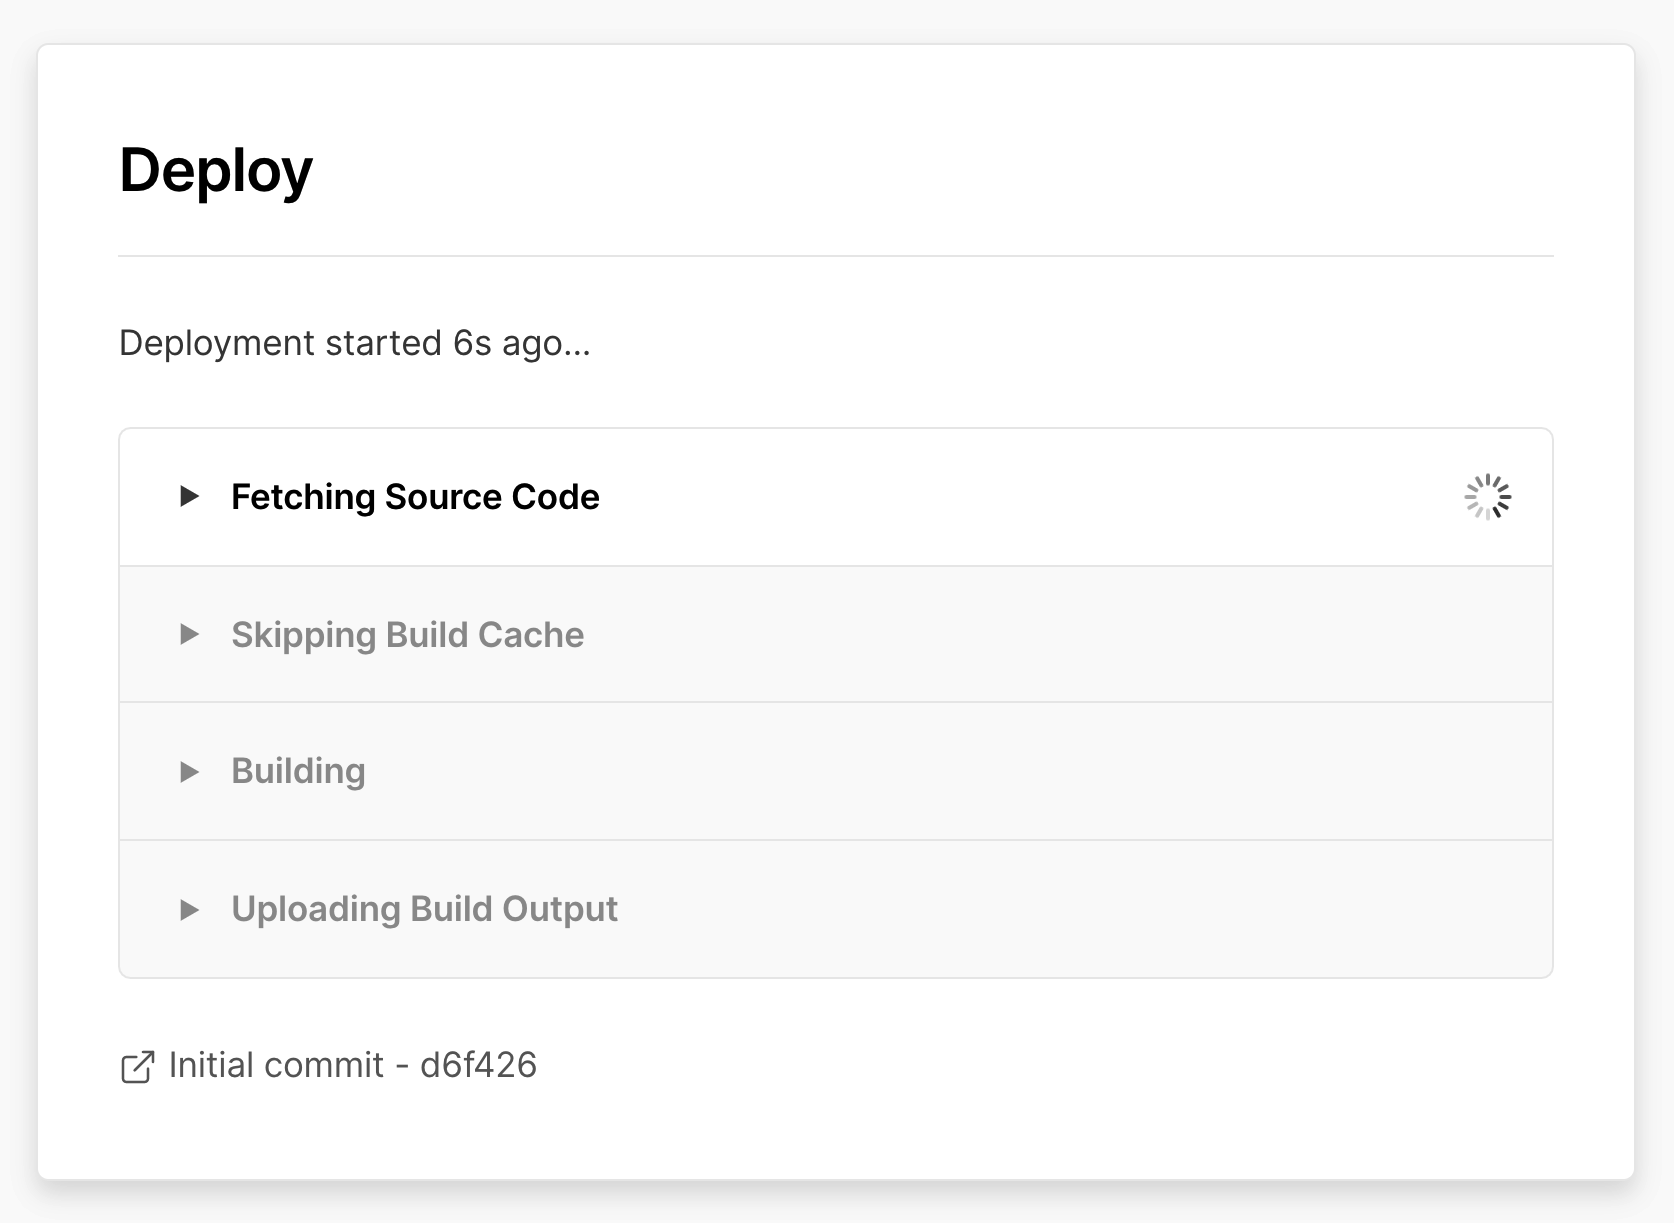 Deploy
Deployment started 6s ago...
Fetching Source Code
Skipping Build Cache
Building
Uploading Build Output
Initial commit - d6f426